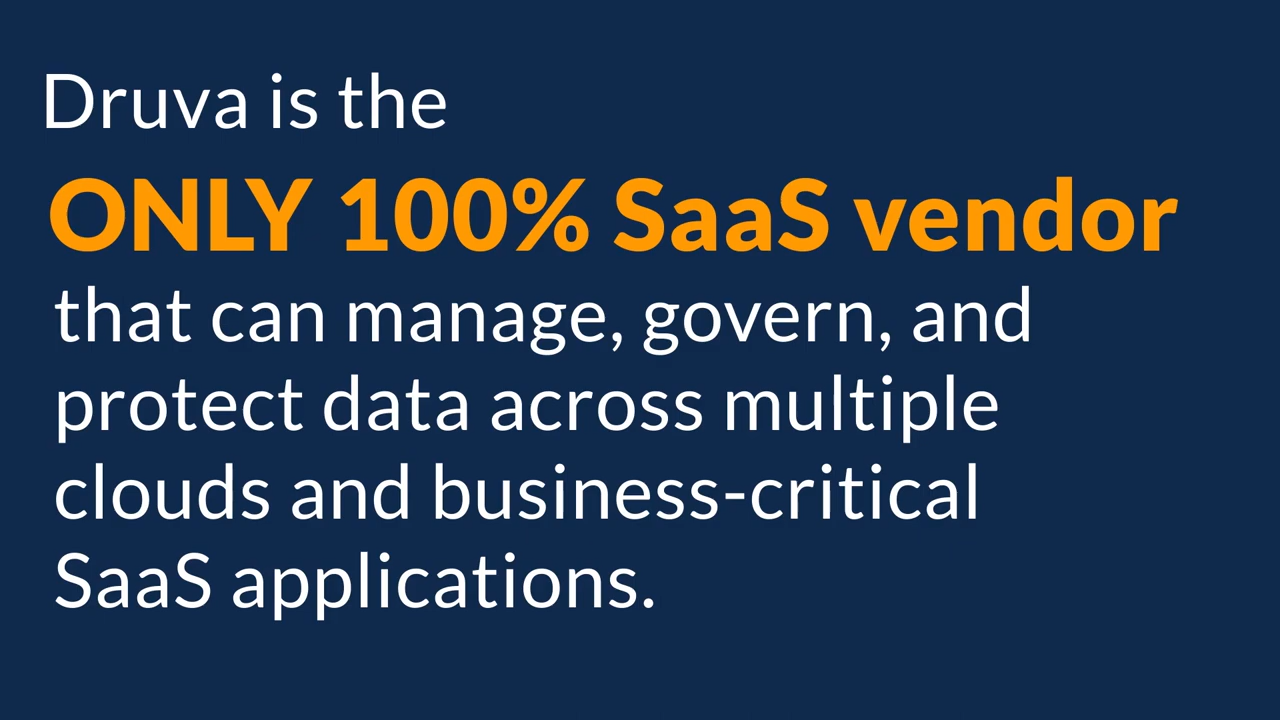 Druva is the
ONLY 100% SaaS vendor
that can manage, govern, and
protect data across multiple
clouds and business-critical
SaaS applications.